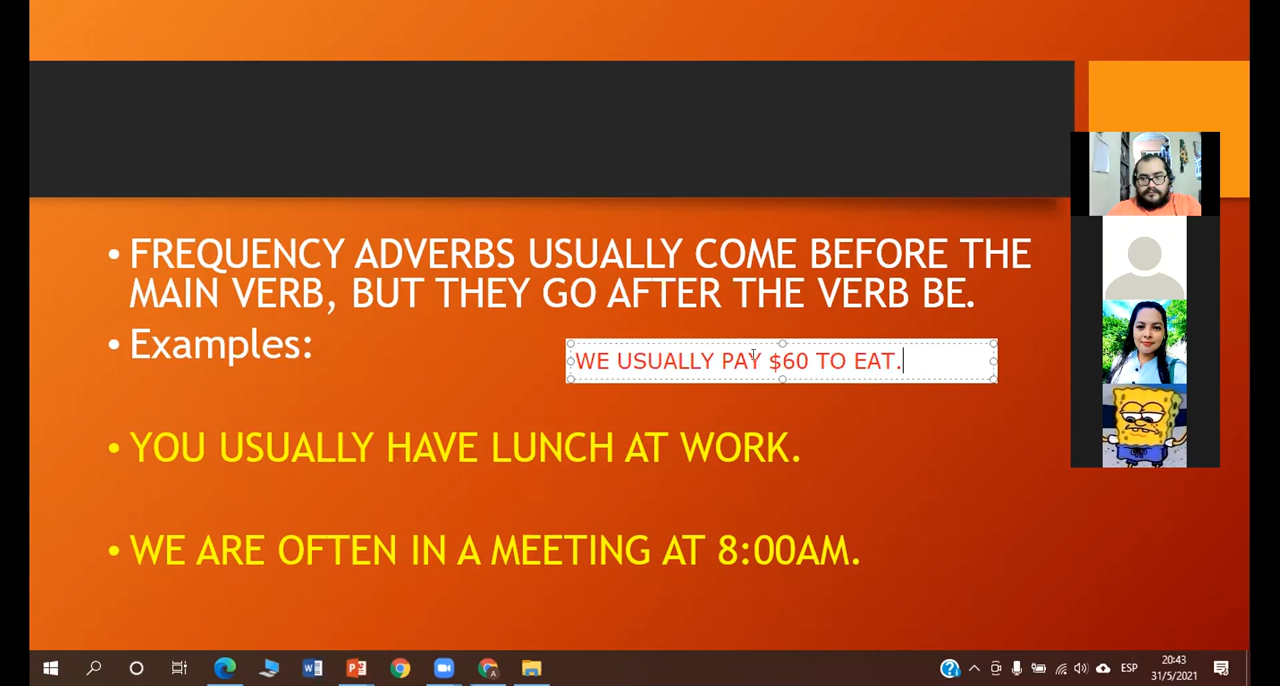 • FREQUENCY ADVERBS USUALLY COME BEFORE THE
MAIN VERB, BUT THEY GO AFTER THE VERB BE.
• Examples:
WE USUALLY PAY $60 TO EAT.
• YOU USUALLY HAVE LUNCH AT WORK.
• WE ARE OFTEN IN A MEETING AT 8:00AM.
ESP
20:43
31/5/2021